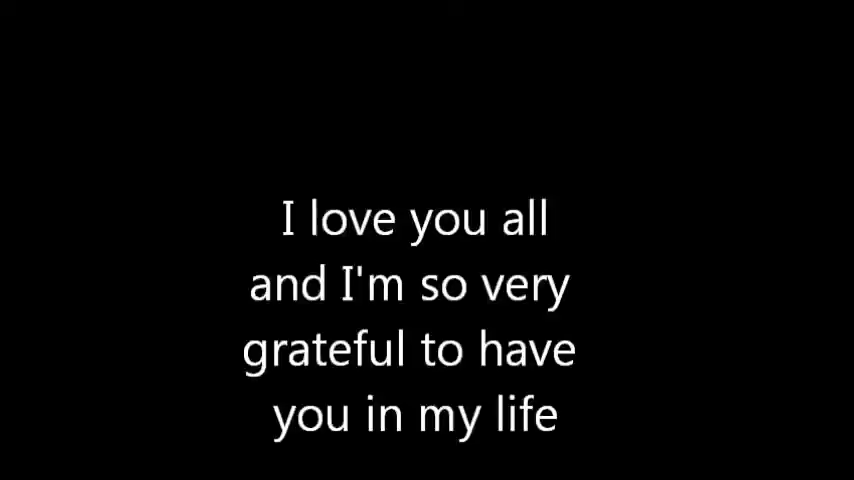 I love you all
and I'm so very
grateful to have
you in my life